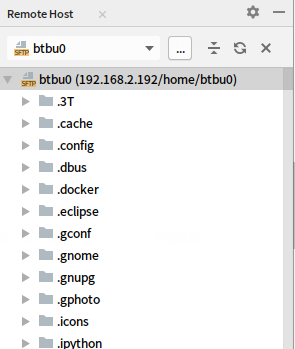 Remote Host
SFTP btbu0 ...
SFTP btbu0 (192.168.2.192/home/btbu0)
.3T
.cache
.config
.dbus
.docker
.eclipse
.gconf
.gnome
.gnupg
.gphoto
.icons
.ipython